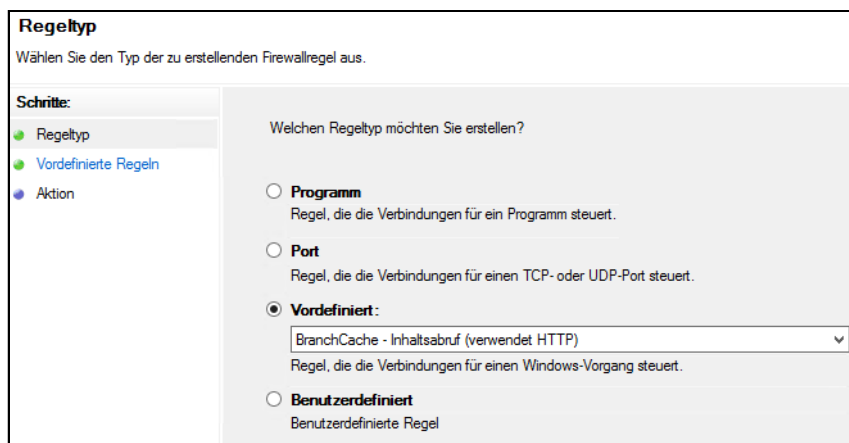 Regeltyp
Wählen Sie den Typ der zu erstellenden Firewallregel aus.
Schritte:
Regeltyp
Vordefinierte Regeln
Aktion
Welchen Regeltyp möchten Sie erstellen?
Programm
Regel, die die Verbindungen für ein Programm steuert.
Port
Regel, die die Verbindungen für einen TCP- oder UDP-Port steuert.
Vordefiniert:
BranchCache - Inhaltsabruf (verwendet HTTP)
Regel, die die Verbindungen für einen Windows-Vorgang steuert.
Benutzerdefiniert
Benutzerdefinierte Regel